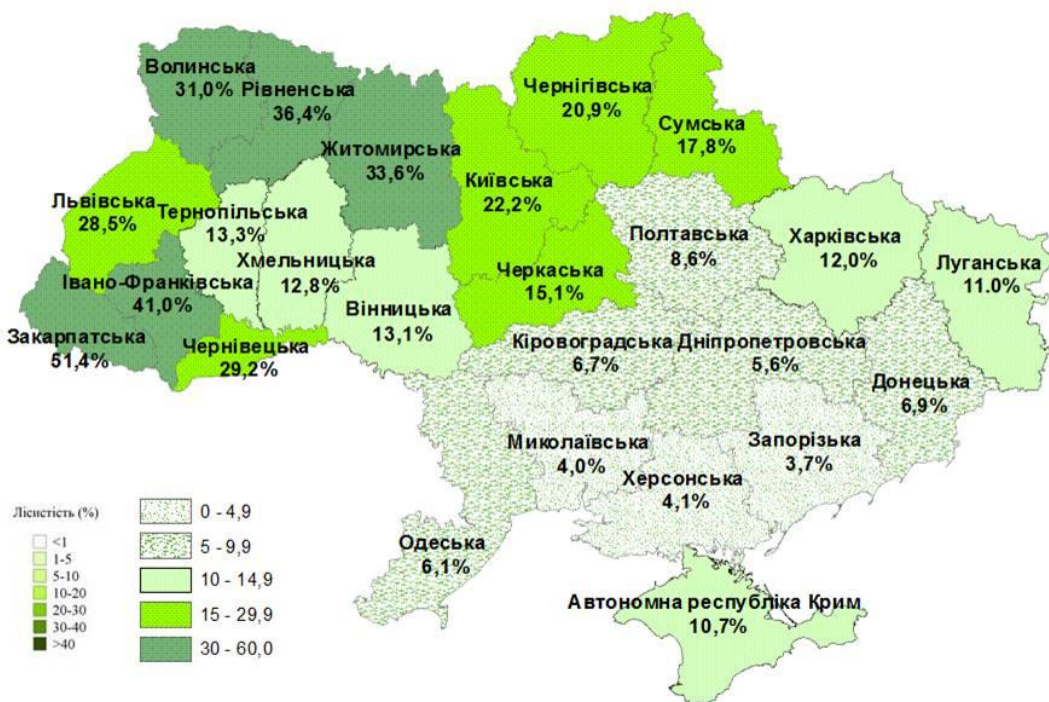 Волинська
31,0%
Рівненська
36,4%
Житомирська
33,6%
Чернігівська
20,9%
Сумська
17,8%
Київська
22,2%
Львівська
28,5%
Тернопільська
13,3%
Хмельницька
12,8%
Івано-Франківська
41,0%
Закарпатська
51,4%
Чернівецька
29,2%
Вінницька
13,1%
Черкаська
15,1%
Полтавська
8,6%
Харківська
12,0%
Луганська
11.0%
Кіровоградська
6,7%
Дніпропетровська
5,6%
Донецька
6,9%
Миколаївська
4,0%
Запорізька
3,7%
Херсонська
4,1%
Одеська
6,1%
Автономна республіка Крим
10,7%
Лісистість (%)
<1
1-5
5-10
10-20
20-30
30-40
>40
0 - 4,9
5 - 9,9
10 - 14,9
15 - 29,9
30 - 60,0